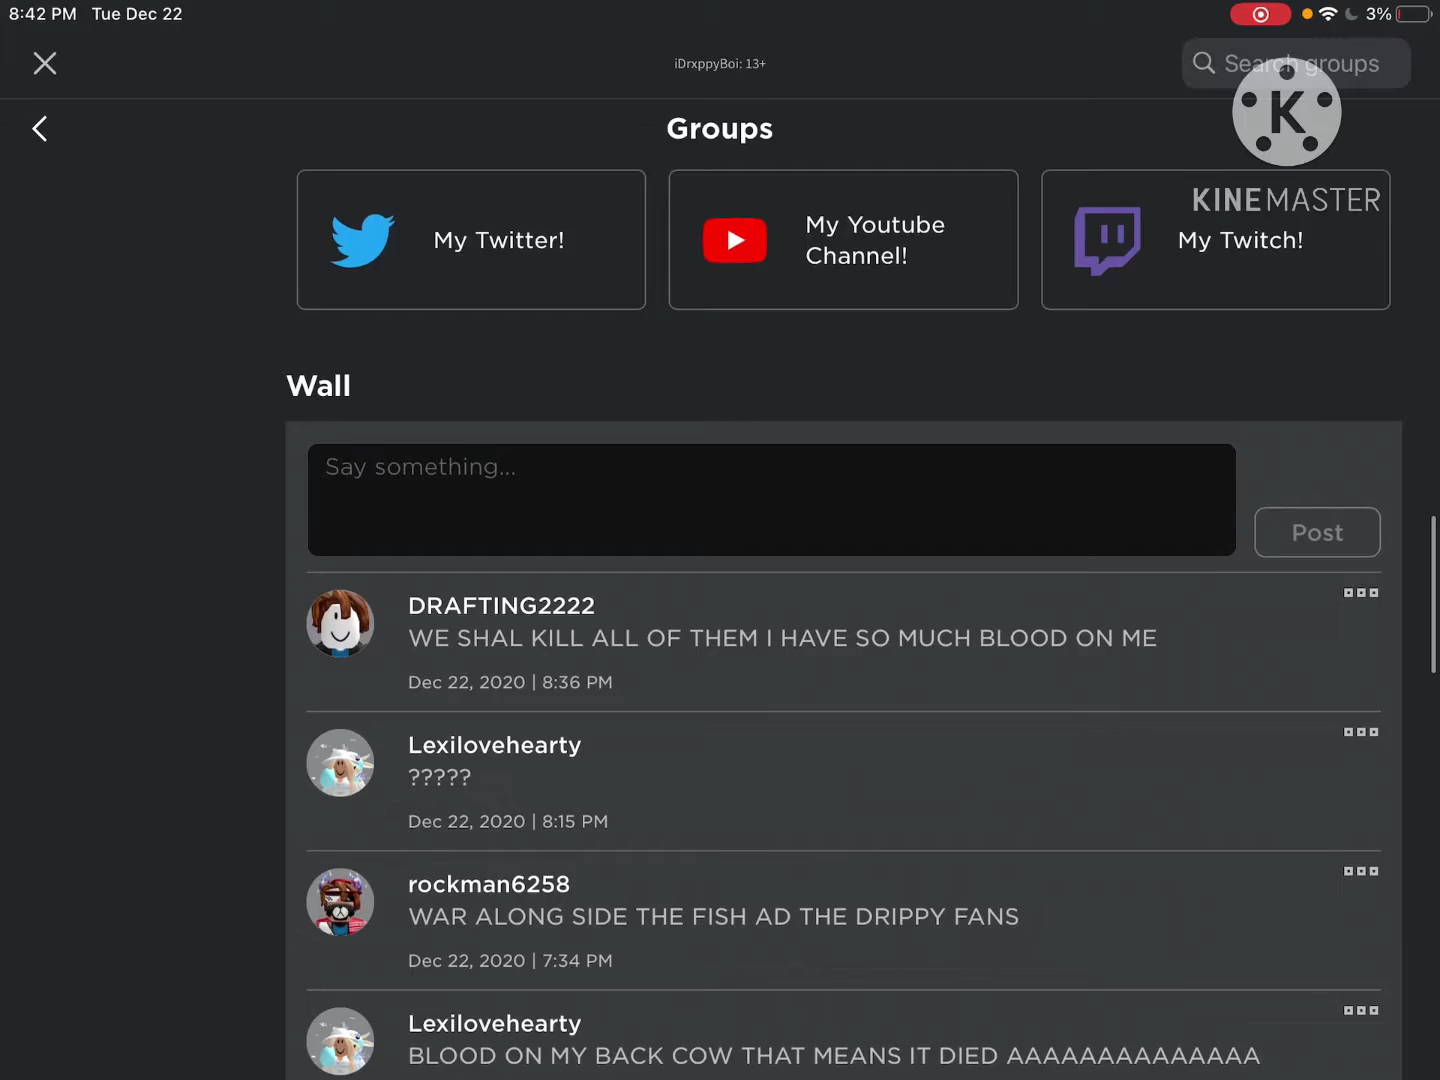 8:42 PM Tue Dec 22 3%
iDrxppyBoi: 13+
Search groups
Groups
K
KINEMASTER
My Twitter!
My Youtube
Channel!
My Twitch!
Wall
Say something...
Post
DRAFTING2222
WE SHAL KILL ALL OF THEM I HAVE SO MUCH BLOOD ON ME
Dec 22, 2020 | 8:36 PM
Lexilovehearty
?????
Dec 22, 2020 | 8:15 PM
rockman6258
WAR ALONG SIDE THE FISH AD THE DRIPPY FANS
Dec 22, 2020 | 7:34 PM
Lexilovehearty
BLOOD ON MY BACK COW THAT MEANS IT DIED AAAAAAAAAAAAAA